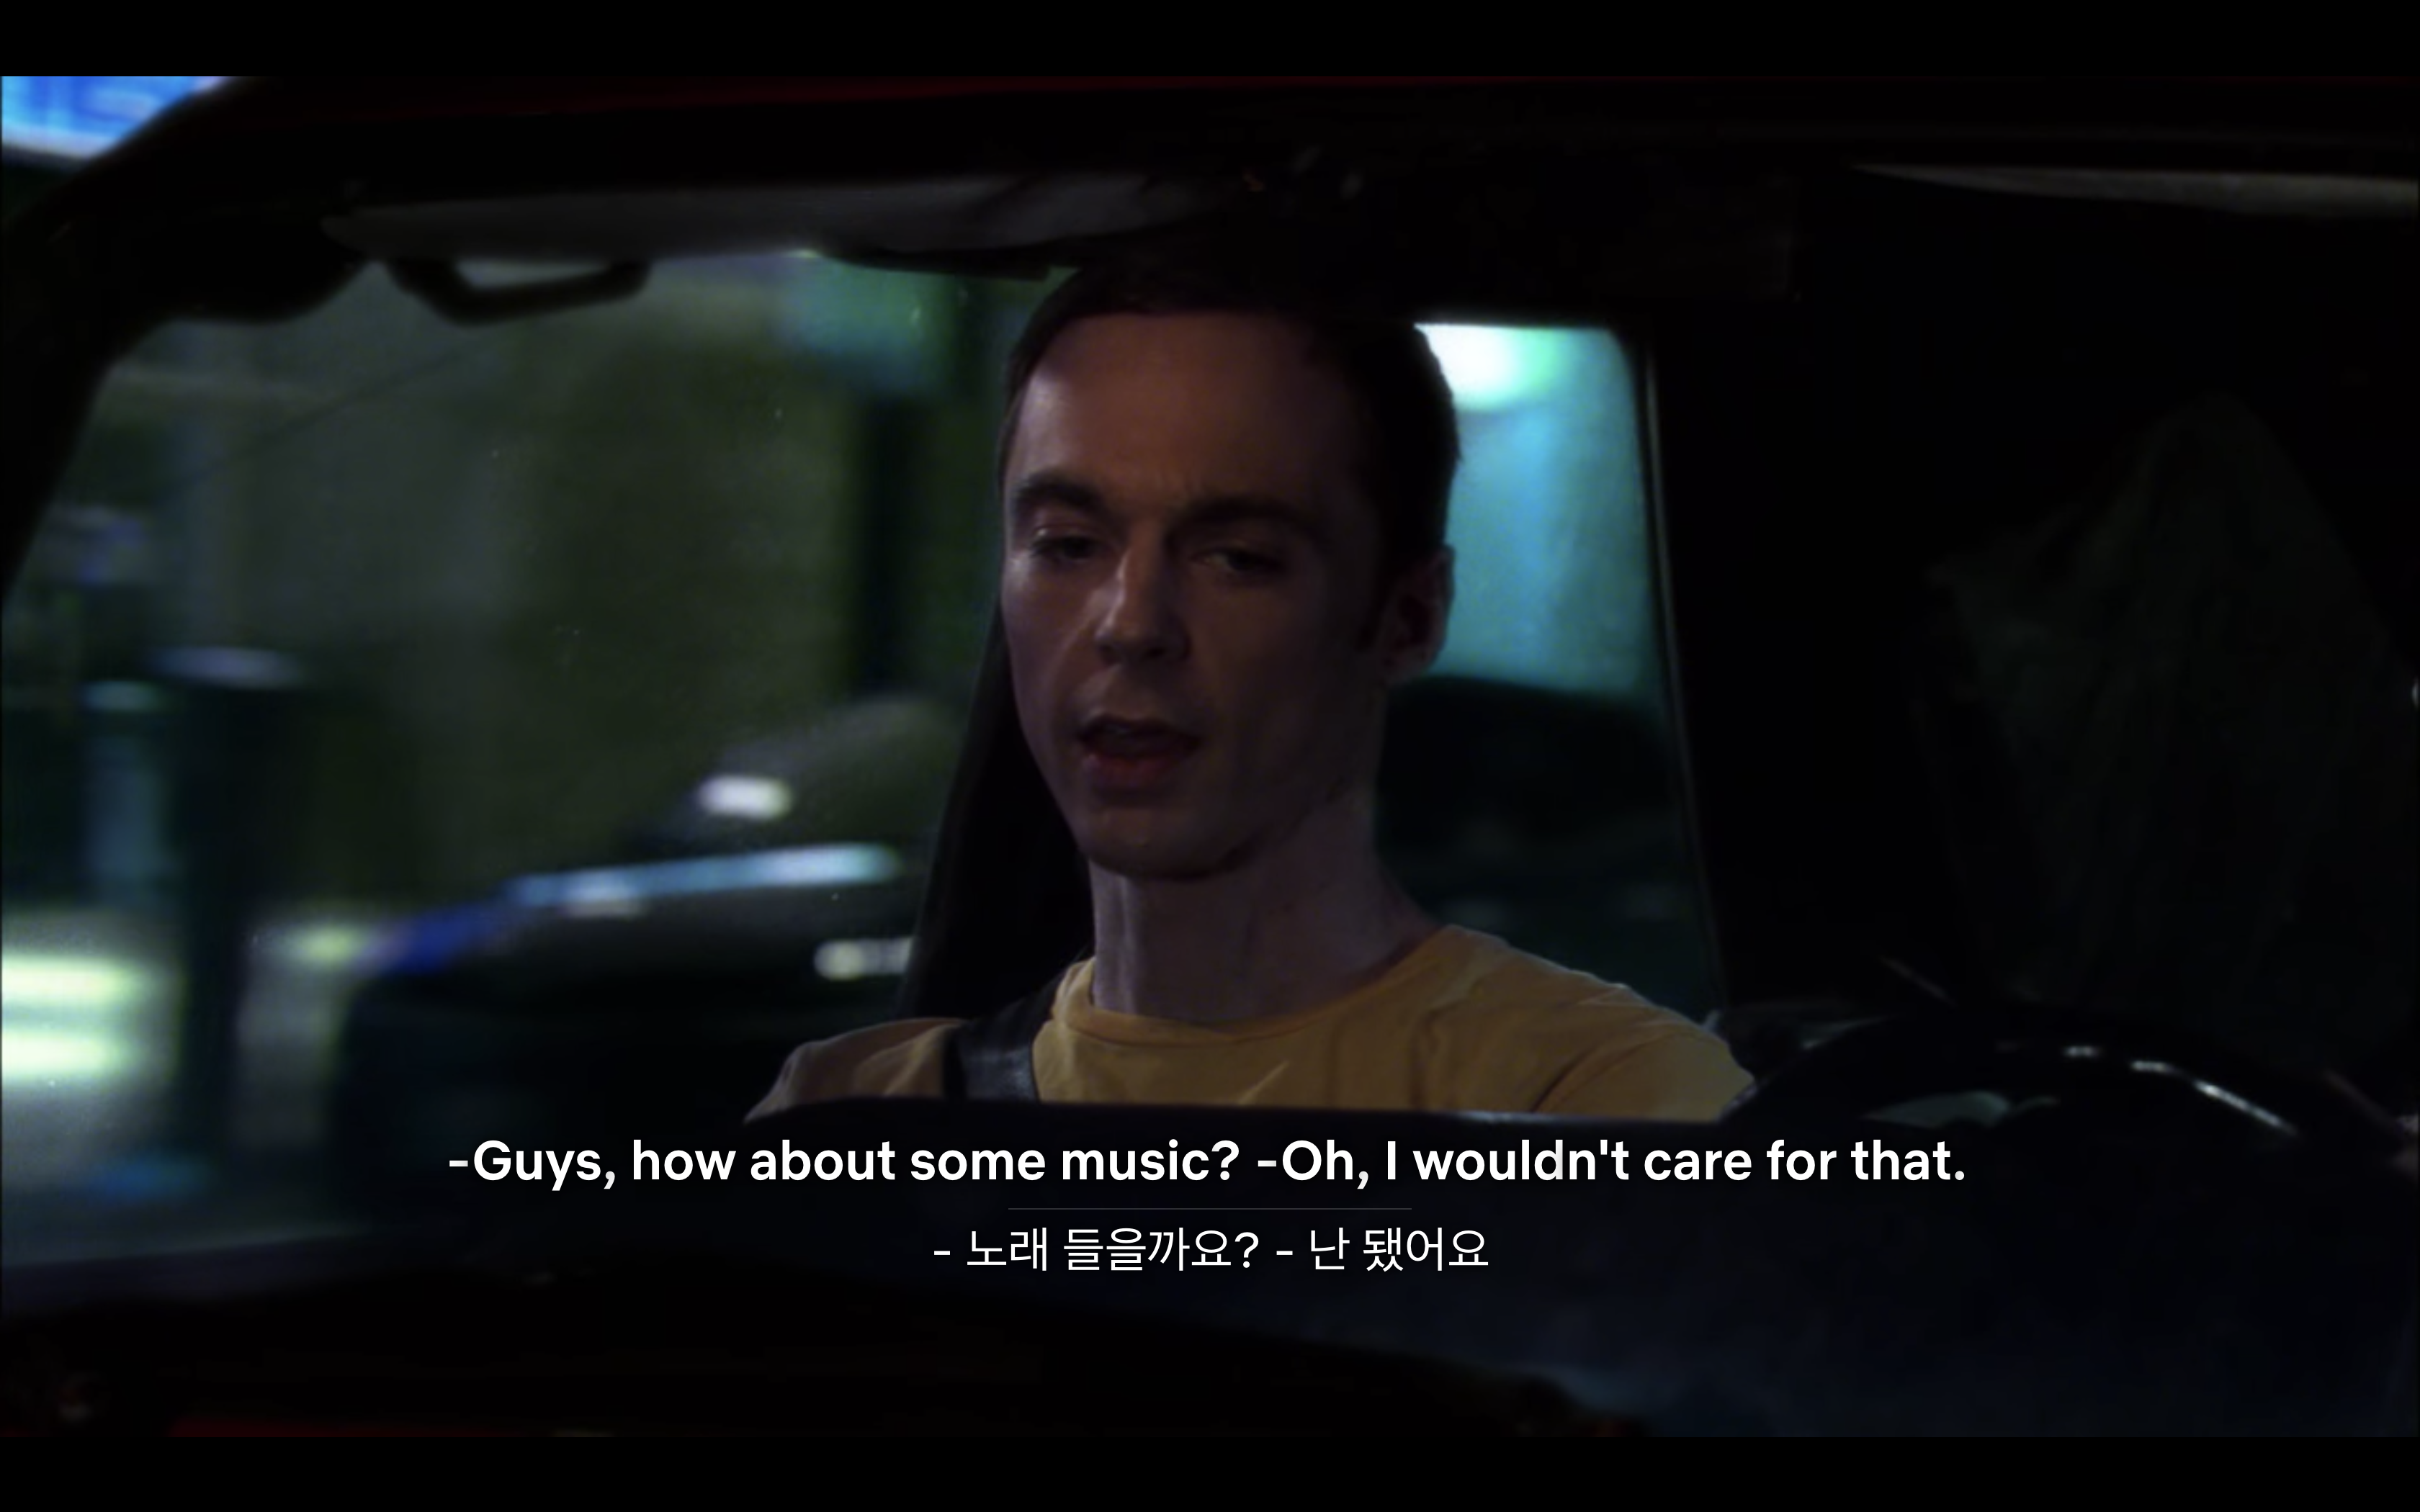 -Guys, how about some music? -Oh, I wouldn't care for that.
- 노래 들을까요? - 난 됐어요